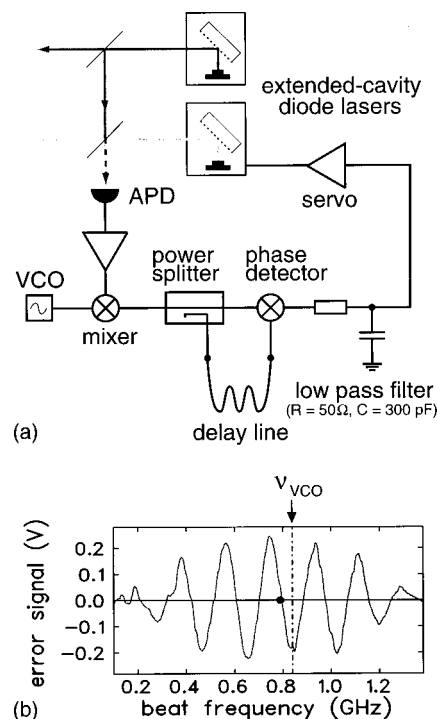 extended-cavity
diode lasers
servo
APD
VCO
power
splitter
phase
detector
mixer
delay line
low pass filter
(R = 50Ω, C = 300 pF)
(a)
νVCO
error signal (V)
0.2
0.1
0.0
-0.1
-0.2
0.2 0.4 0.6 0.8 1.0 1.2
beat frequency (GHz)
(b)